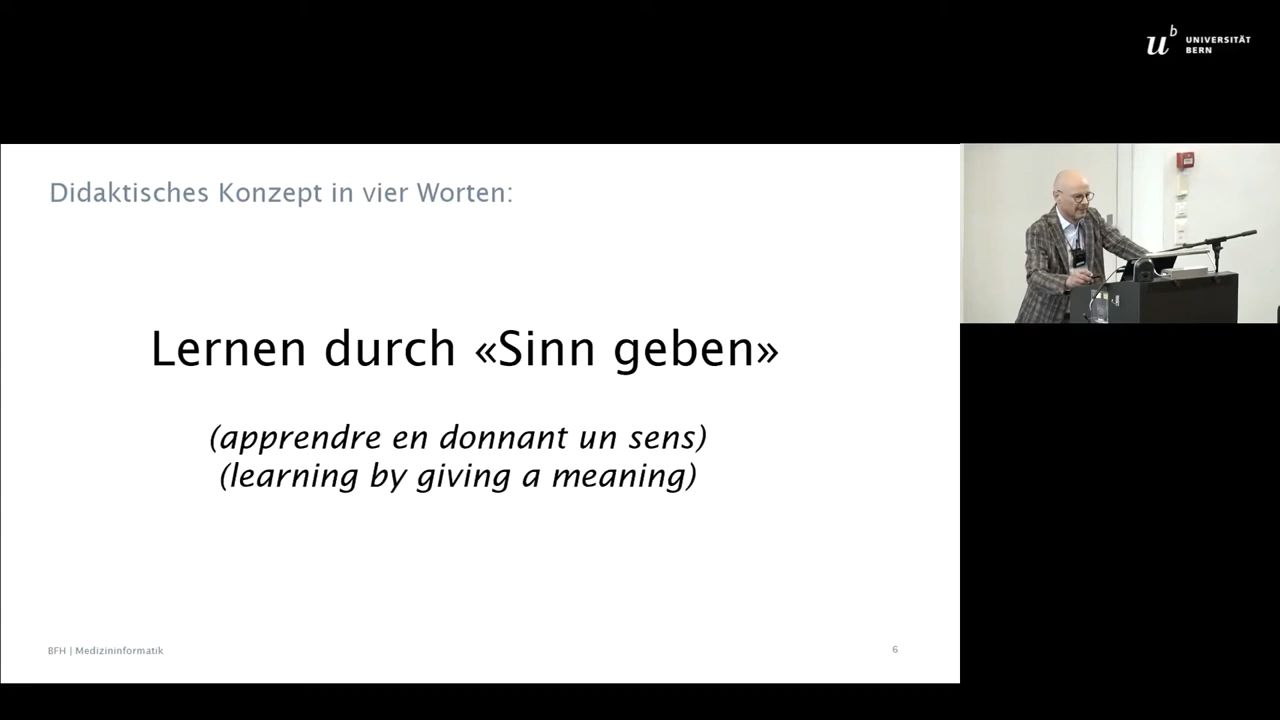 u
b
UNIVERSITÄT
BERN
Didaktisches Konzept in vier Worten:
Lernen durch «Sinn geben»
(apprendre en donnant un sens)
(learning by giving a meaning)
BFH | Medizininformatik
6